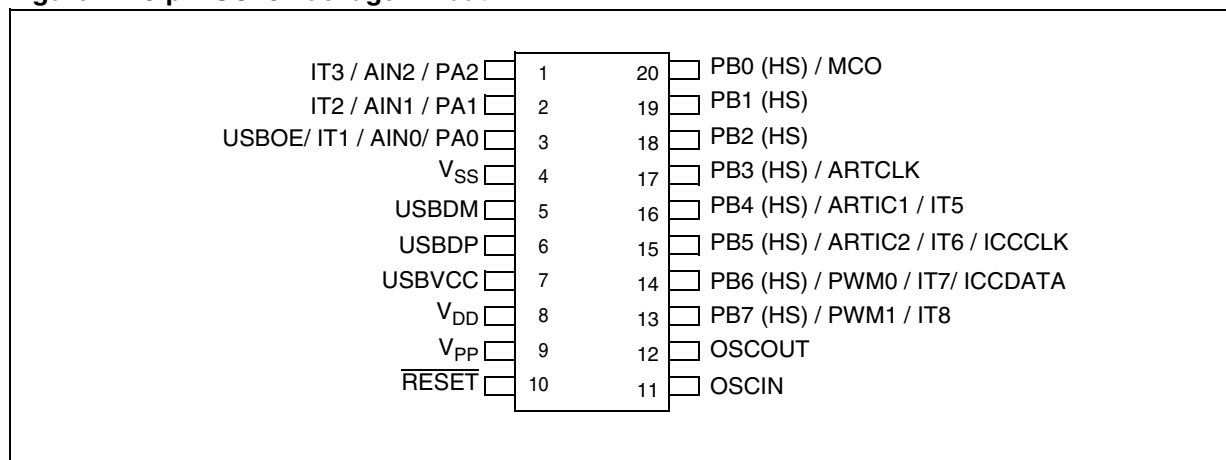 IT3 / AIN2 / PA2 1 20 PB0 (HS) / MCO
IT2 / AIN1 / PA1 2 19 PB1 (HS)
USBOE/ IT1 / AIN0/ PA0 3 18 PB2 (HS)
VSS 4 17 PB3 (HS) / ARTCLK
USBDM 5 16 PB4 (HS) / ARTIC1 / IT5
USBDP 6 15 PB5 (HS) / ARTIC2 / IT6 / ICCCLK
USBVCC 7 14 PB6 (HS) / PWM0 / IT7/ ICCDATA
VDD 8 13 PB7 (HS) / PWM1 / IT8
VPP 9 12 OSCOUT
RESET 10 11 OSCIN